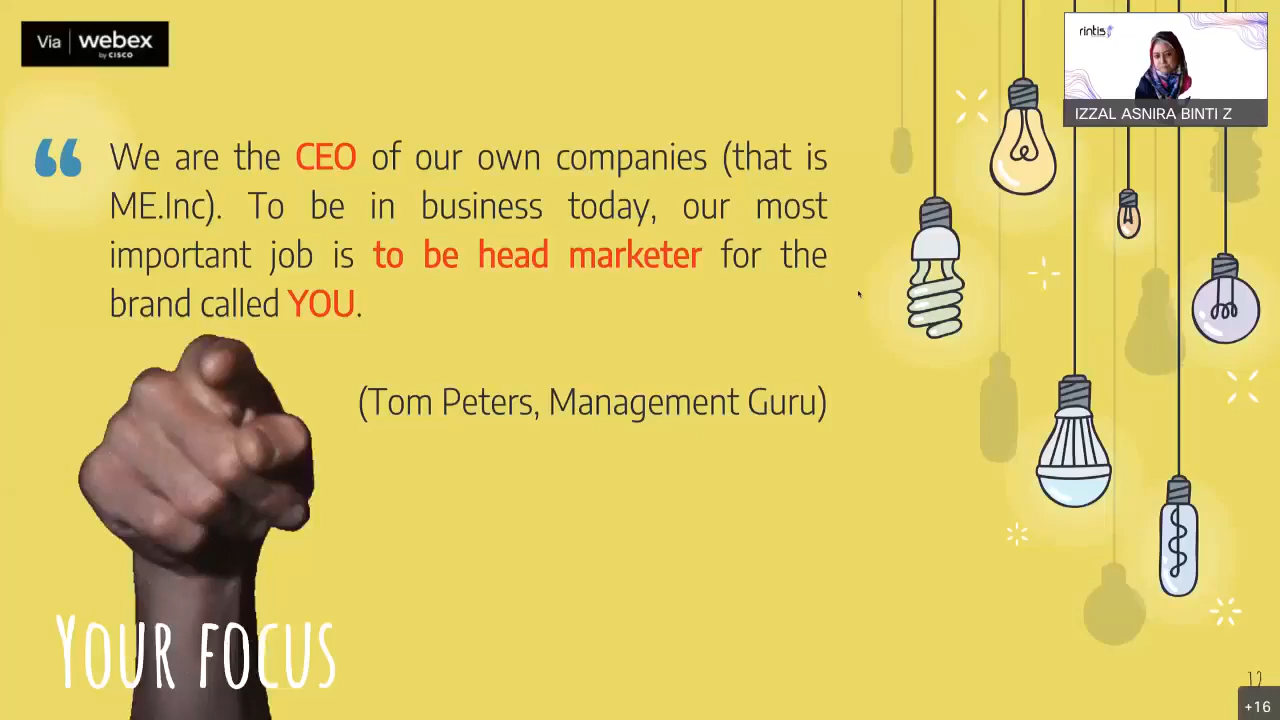 Via webex
by CISCO
rintis
IZZAL ASNIRA BINTI Z
“
We are the CEO of our own companies (that is
ME.Inc). To be in business today, our most
important job is to be head marketer for the
brand called YOU.
(Tom Peters, Management Guru)
YOUR FOCUS
12
+16